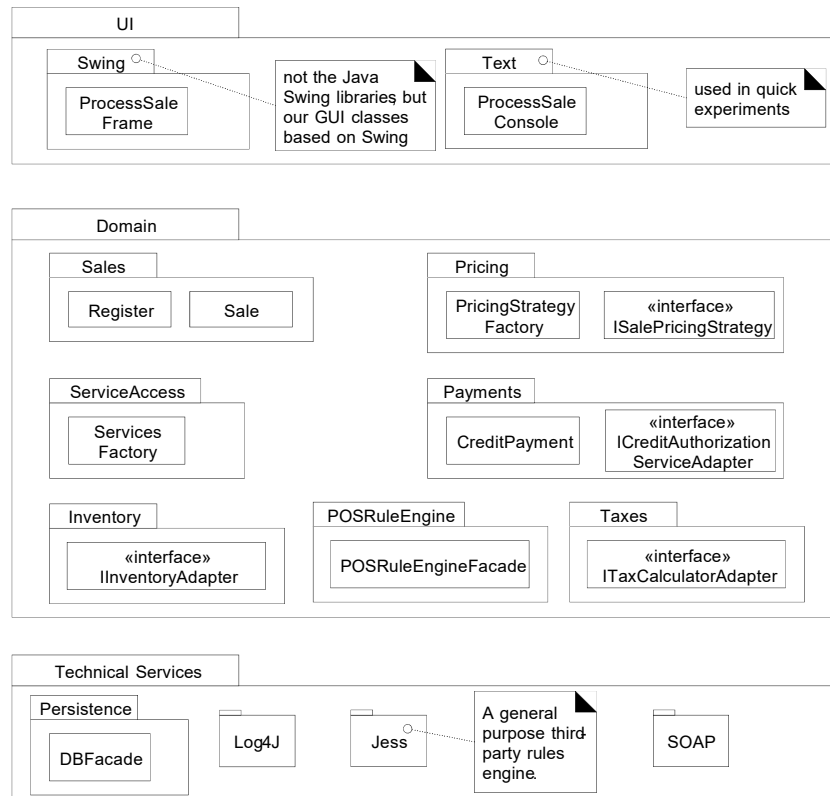 UI
Swing
ProcessSale
Frame
not the Java
Swing libraries, but
our GUI classes
based on Swing
Text
ProcessSale
Console
used in quick
experiments
Domain
Sales
Register
Sale
Pricing
PricingStrategy
Factory
«interface»
ISalePricingStrategy
ServiceAccess
Services
Factory
Payments
CreditPayment
«interface»
ICreditAuthorization
ServiceAdapter
Inventory
«interface»
IInventoryAdapter
POSRuleEngine
POSRuleEngineFacade
Taxes
«interface»
ITaxCalculatorAdapter
Technical Services
Persistence
DBFacade
Log4J
Jess
A general
purpose third-
party rules
engine.
SOAP